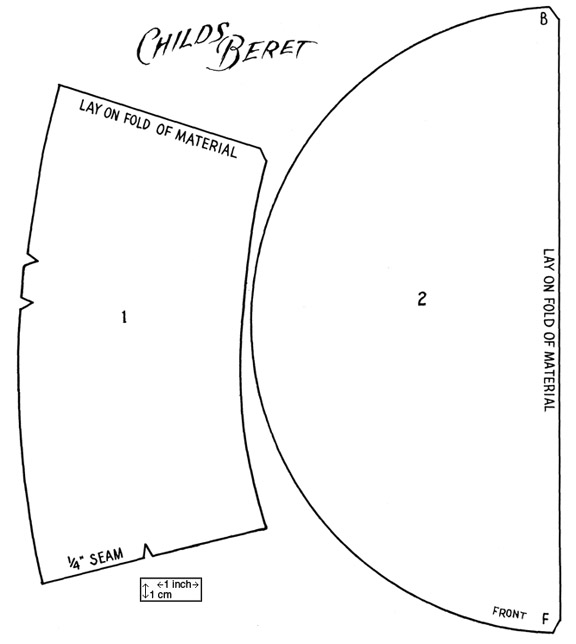 CHILDS
BERET
LAY ON FOLD OF MATERIAL
1
1/4" SEAM
1 inch
1 cm
B
2
LAY ON FOLD OF MATERIAL
FRONT F